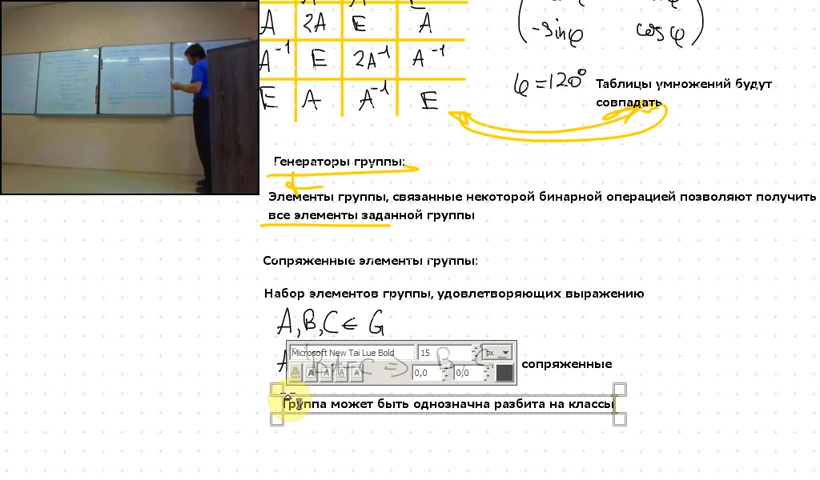 -sinφ cosφ
A 2A E A
A⁻¹ E 2A⁻¹ A⁻¹
E A A⁻¹ E
φ=120°
Таблицы умножений будут
совпадать
Генераторы группы:
Элементы группы, связанные некоторой бинарной операцией позволяют получить
все элементы заданной группы
Сопряженные элементы группы:
Набор элементов группы, удовлетворяющих выражению
A,B,C ∈ G
Microsoft New Tai Lue Bold 15 px
сопряженные
0,0 0,0
Группа может быть однозначна разбита на классы